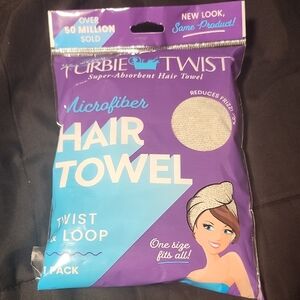 OVER
50 MILLION
SOLD
NEW LOOK,
Same Product!
TURBIE TWIST
Super-Absorbent Hair Towel
Microfiber
REDUCES FRIZZ!
HAIR
TOWEL
TWIST
& LOOP
One size
fits all!
1 PACK